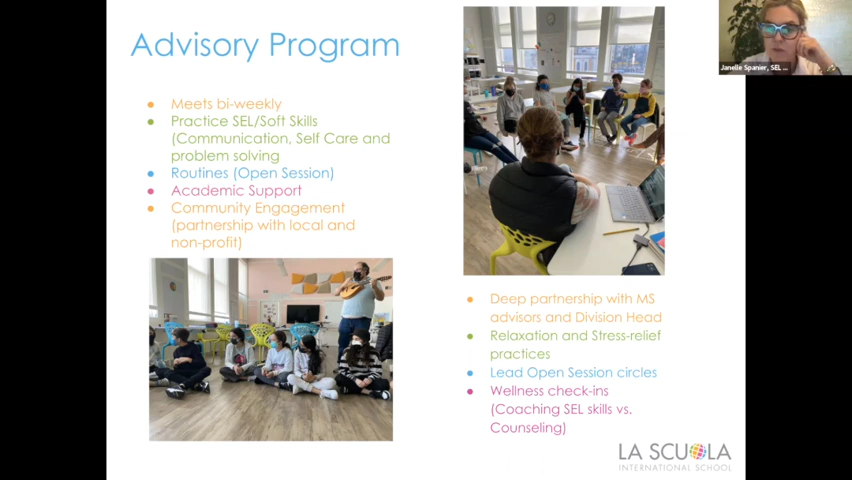 Advisory Program
Meets bi-weekly
Practice SEL/Soft Skills
(Communication, Self Care and
problem solving
Routines (Open Session)
Academic Support
Community Engagement
(partnership with local and
non-profit)
Janelle Spanier, SEL ...
Deep partnership with MS
advisors and Division Head
Relaxation and Stress-relief
practices
Lead Open Session circles
Wellness check-ins
(Coaching SEL skills vs.
Counseling)
LA SCUOLA
INTERNATIONAL SCHOOL